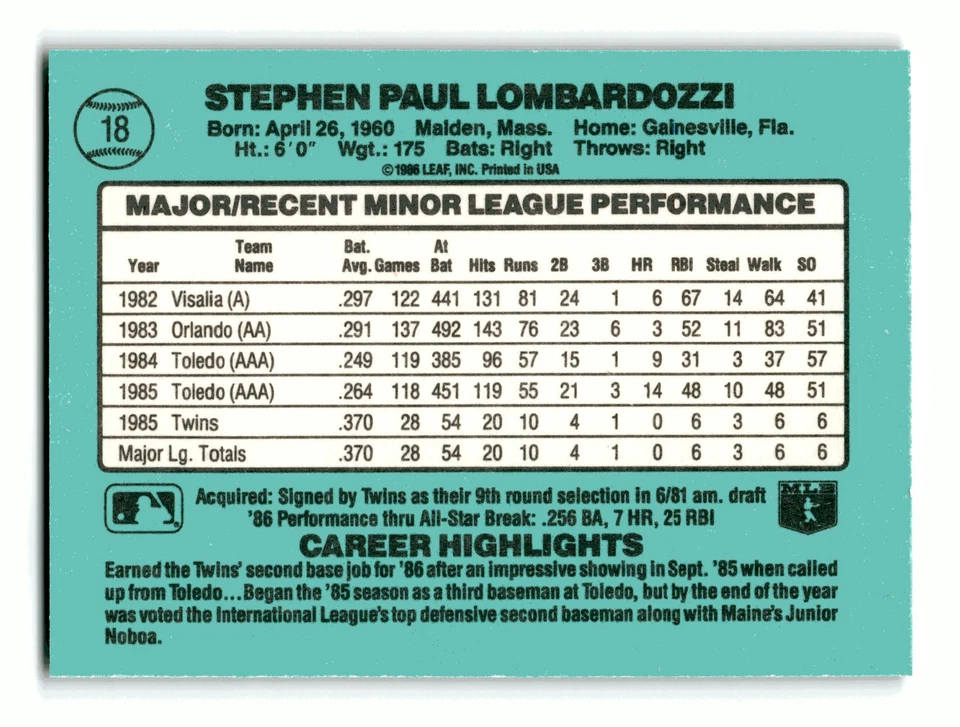 18
STEPHEN PAUL LOMBARDOZZI
Born: April 26, 1960 Malden, Mass. Home: Gainesville, Fla.
Ht.: 6'0" Wgt.: 175 Bats: Right Throws: Right
©1986 LEAF, INC. Printed in USA
MAJOR/RECENT MINOR LEAGUE PERFORMANCE
Year Team Name Bat. Avg. Games At Bat Hits Runs 2B 3B HR RBI Steal Walk SO
1982 Visalia (A) .297 122 441 131 81 24 1 6 67 14 64 41
1983 Orlando (AA) .291 137 492 143 76 23 6 3 52 11 83 51
1984 Toledo (AAA) .249 119 385 96 57 15 1 9 31 3 37 57
1985 Toledo (AAA) .264 118 451 119 55 21 3 14 48 10 48 51
1985 Twins .370 28 54 20 10 4 1 0 6 3 6 6
Major Lg. Totals .370 28 54 20 10 4 1 0 6 3 6 6
Acquired: Signed by Twins as their 9th round selection in 6/81 am. draft
'86 Performance thru All-Star Break: .256 BA, 7 HR, 25 RBI
MLB
CAREER HIGHLIGHTS
Earned the Twins' second base job for '86 after an impressive showing in Sept. '85 when called
up from Toledo...Began the '85 season as a third baseman at Toledo, but by the end of the year
was voted the International League's top defensive second baseman along with Maine's Junior
Noboa.